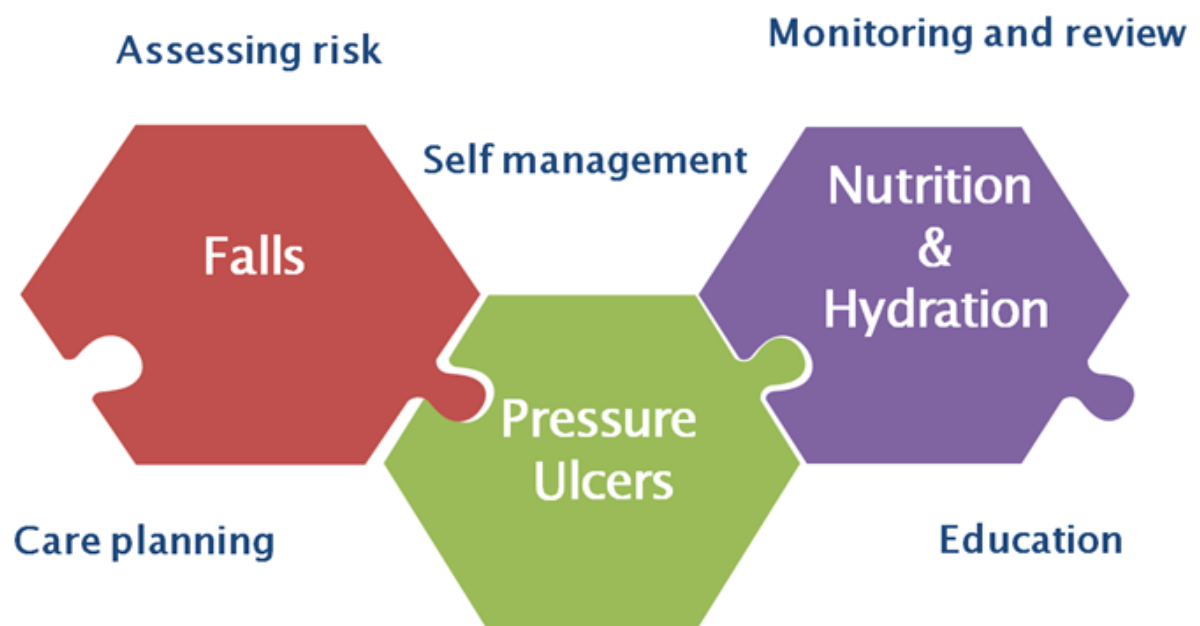 Assessing risk
Monitoring and review
Self management
Falls
Nutrition
&
Hydration
Pressure
Ulcers
Care planning
Education